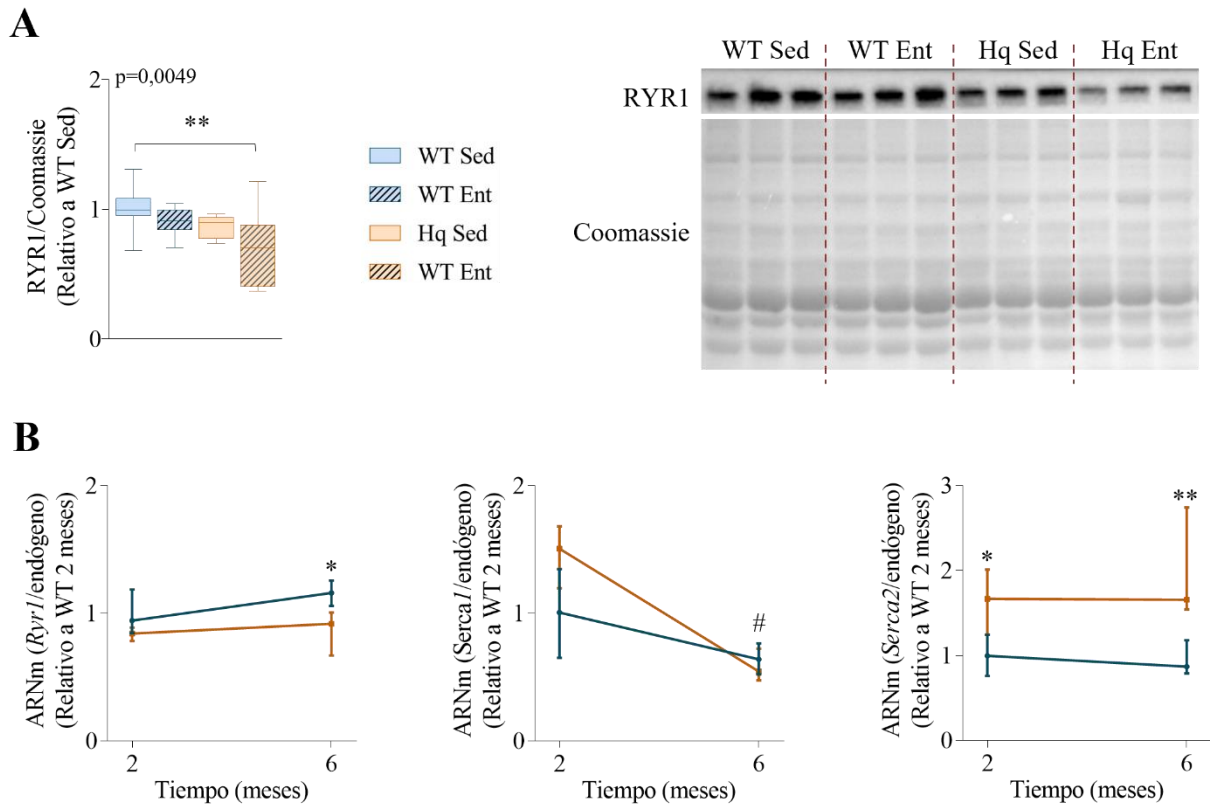 A
RYR1/Coomassie
(Relativo a WT Sed)
2
1
0
p=0,0049
**
WT Sed
WT Ent
Hq Sed
WT Ent
WT Sed WT Ent Hq Sed Hq Ent
RYR1
Coomassie
B
ARNm (Ryr1/endógeno)
(Relativo a WT 2 meses)
2
1
0
*
2 6
Tiempo (meses)
ARNm (Serca1/endógeno)
(Relativo a WT 2 meses)
2
1
0
#
2 6
Tiempo (meses)
ARNm (Serca2/endógeno)
(Relativo a WT 2 meses)
3
2
1
0
*
**
2 6
Tiempo (meses)